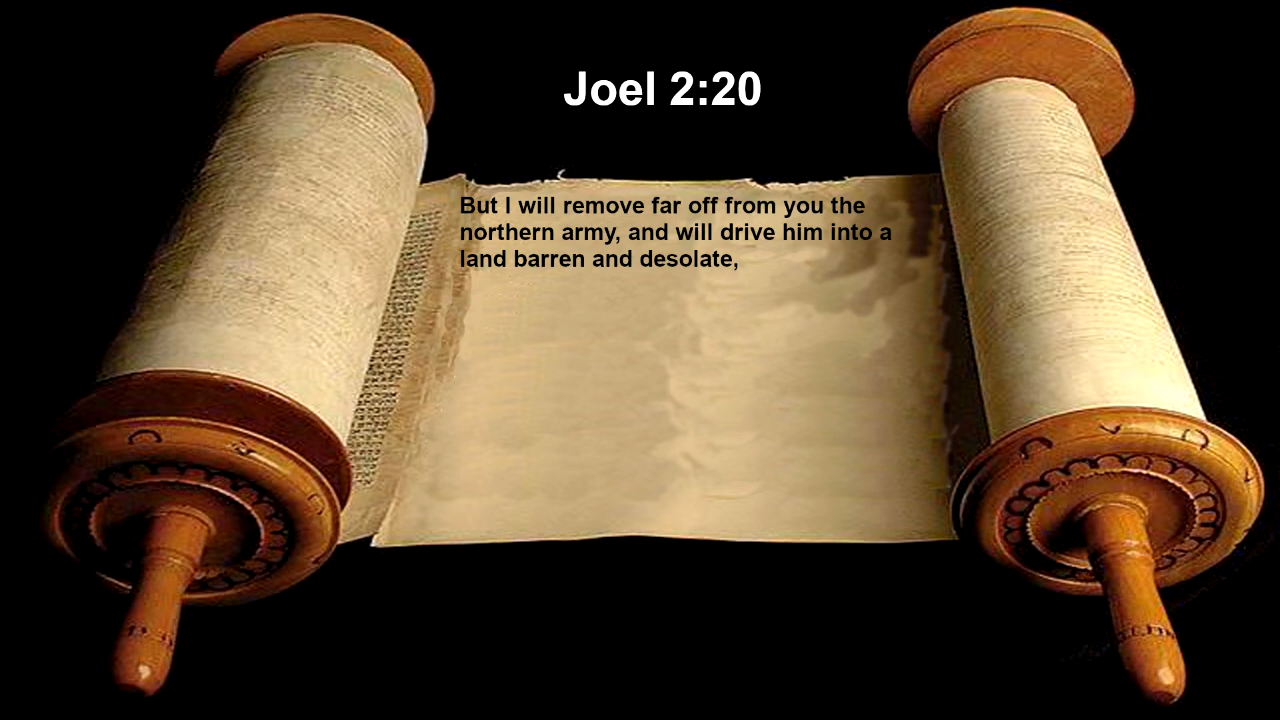 Joel 2:20
But I will remove far off from you the
northern army, and will drive him into a
land barren and desolate,